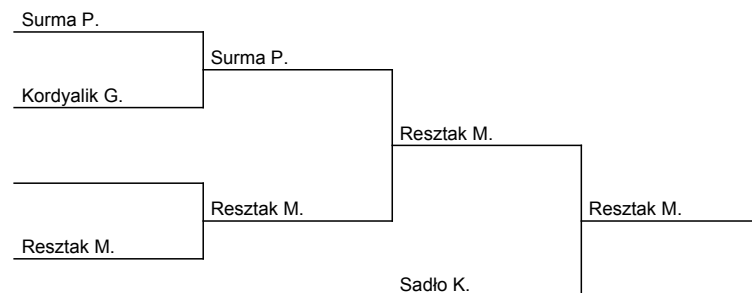 Surma P.
Surma P.
Kordyalik G.
Resztak M.
Resztak M.
Resztak M.
Resztak M.
Sadło K.